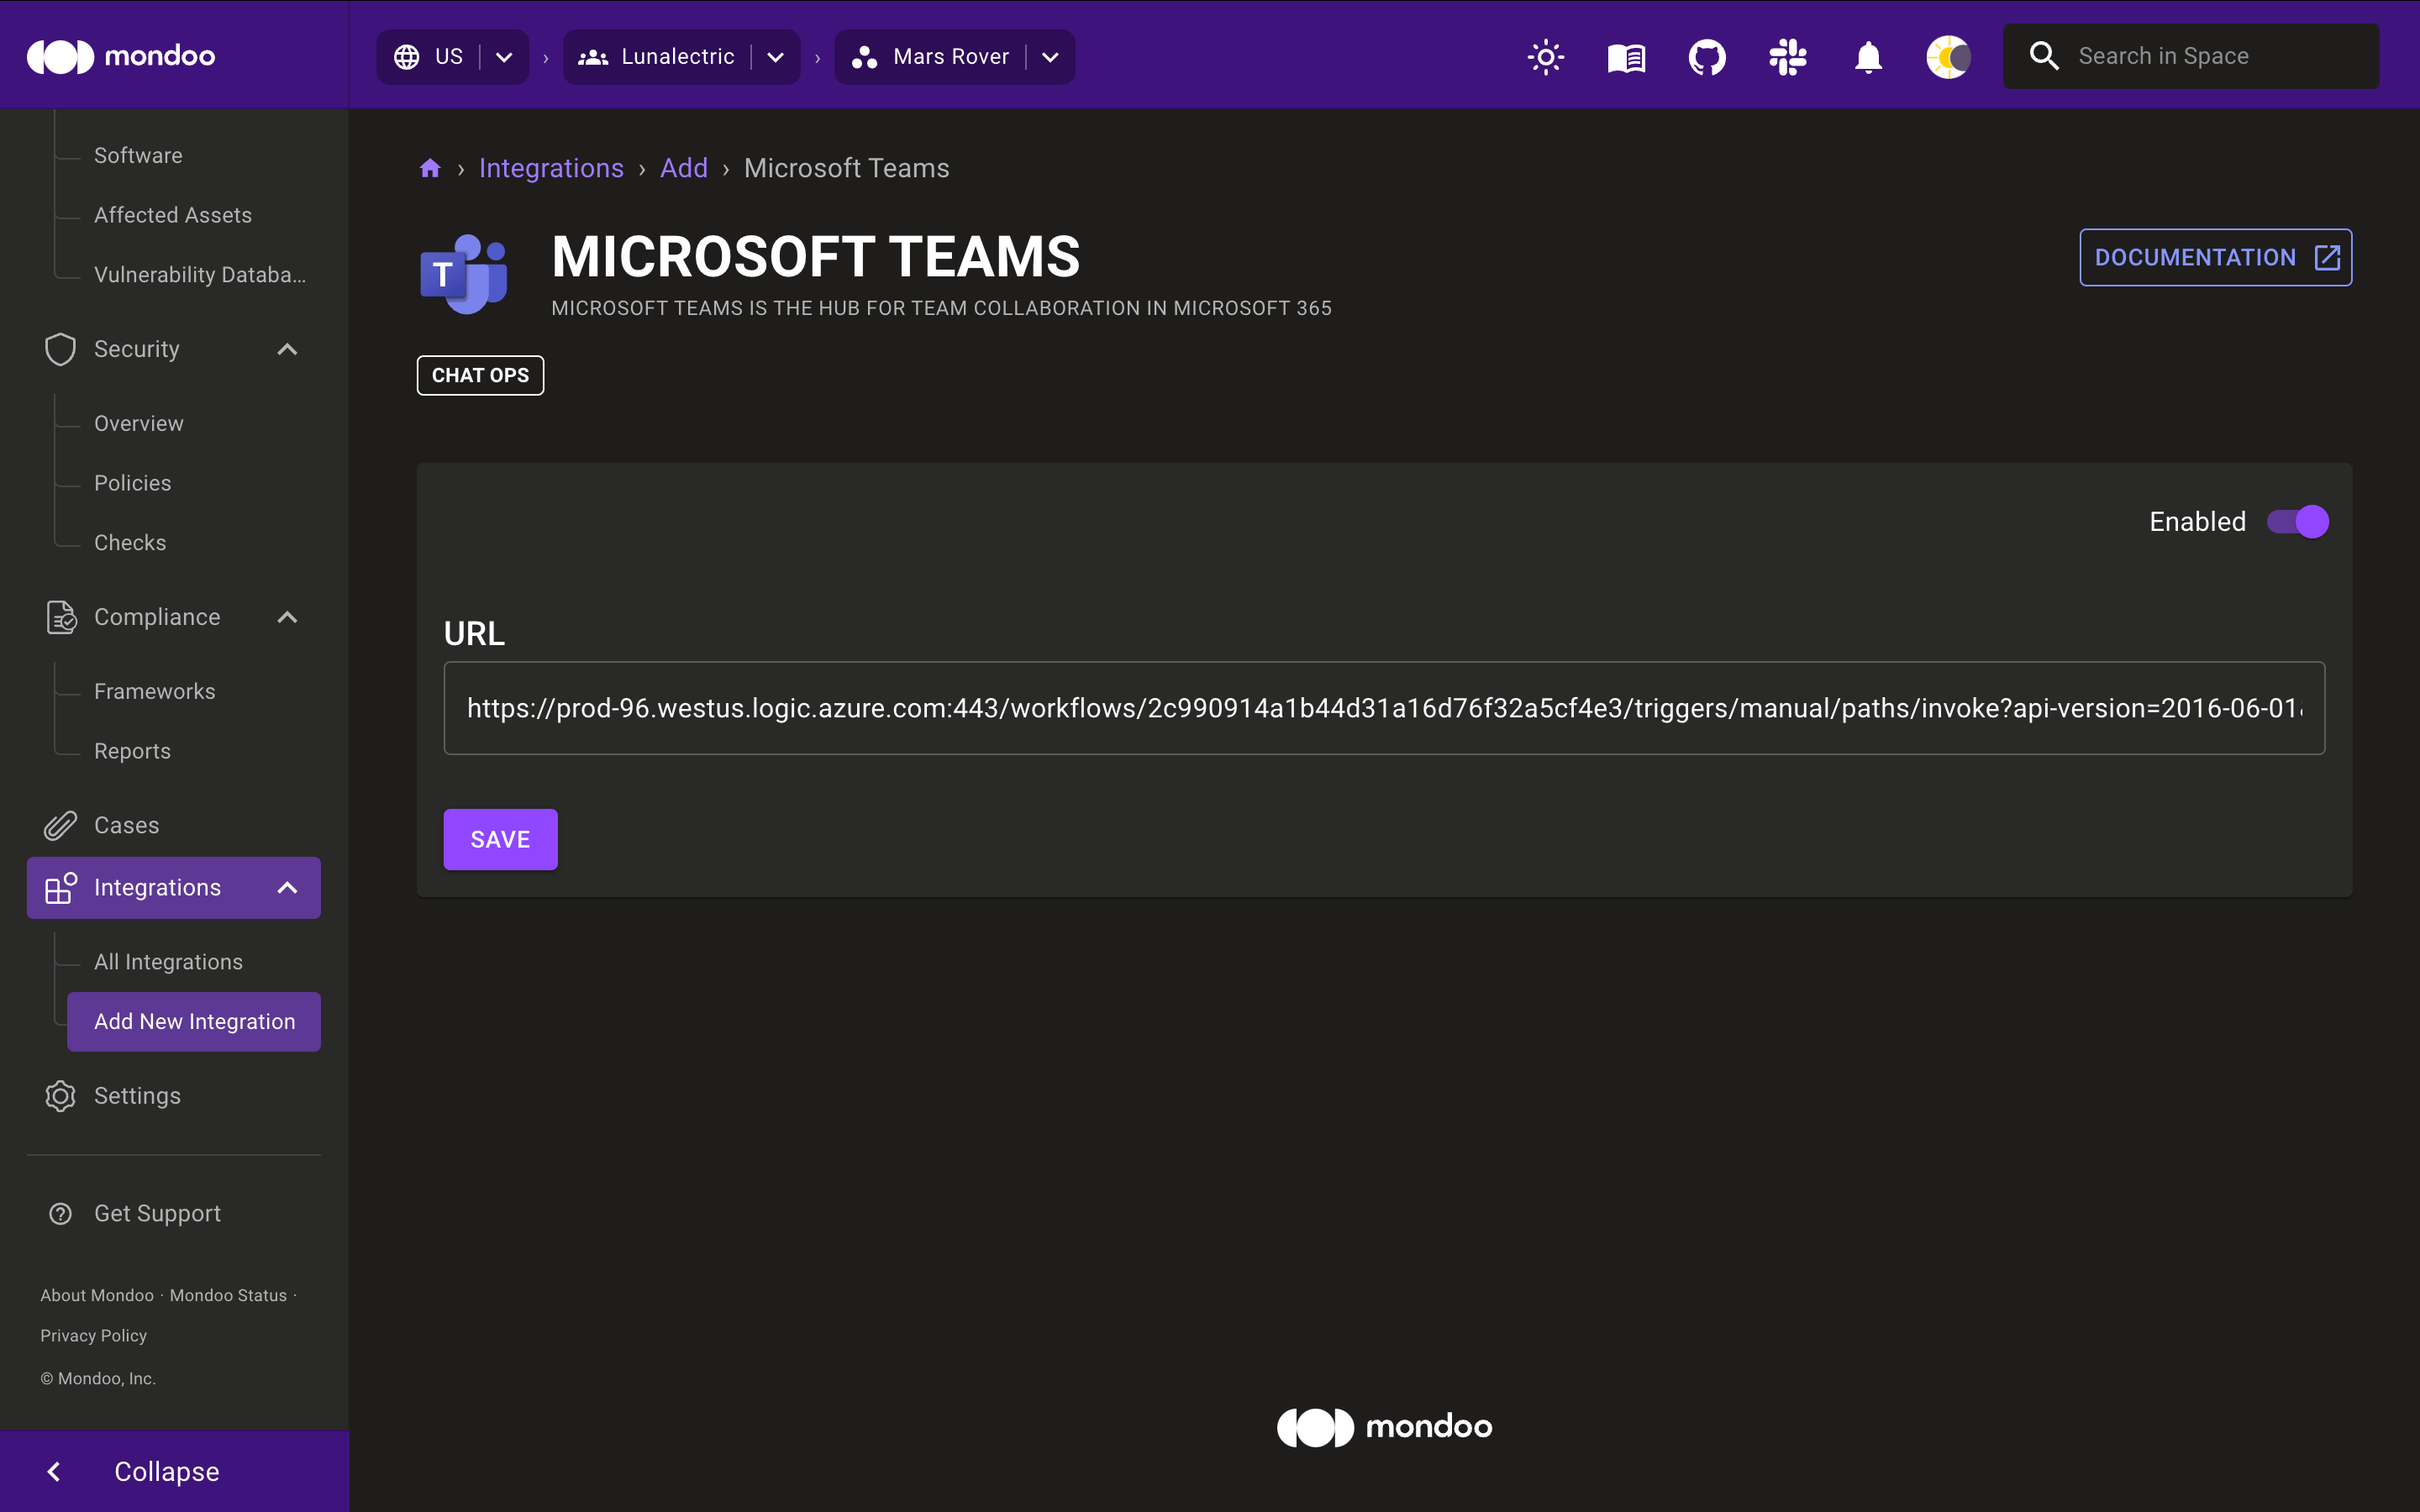 mondoo
US
Lunalectric
Mars Rover
Search in Space
Software
Affected Assets
Vulnerability Databa...
Security
Overview
Policies
Checks
Compliance
Frameworks
Reports
Cases
Integrations
All Integrations
Add New Integration
Settings
Get Support
About Mondoo · Mondoo Status ·
Privacy Policy
© Mondoo, Inc.
Collapse
› Integrations › Add › Microsoft Teams
T
MICROSOFT TEAMS
MICROSOFT TEAMS IS THE HUB FOR TEAM COLLABORATION IN MICROSOFT 365
DOCUMENTATION
CHAT OPS
Enabled
URL
https://prod-96.westus.logic.azure.com:443/workflows/2c990914a1b44d31a16d76f32a5cf4e3/triggers/manual/paths/invoke?api-version=2016-06-01
SAVE
mondoo